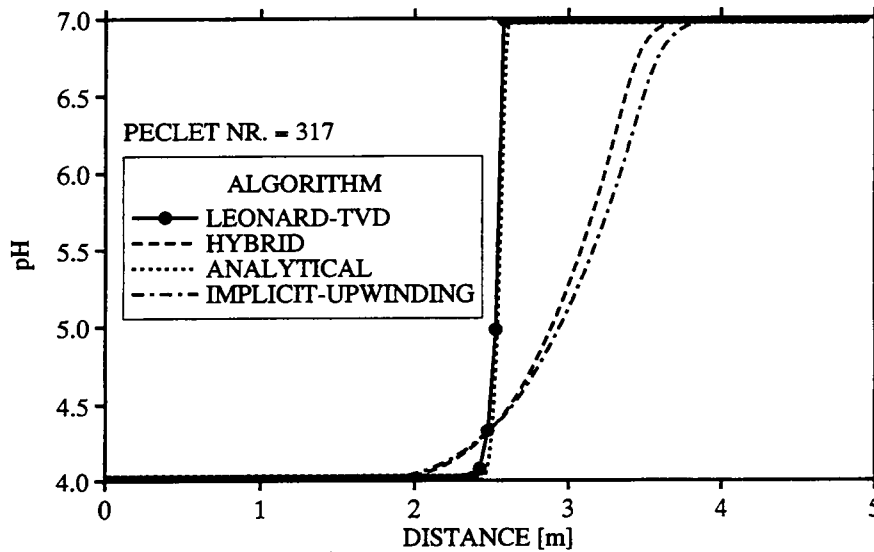 7.0
6.5
PECLET NR. = 317
6.0
ALGORITHM
LEONARD-TVD
HYBRID
ANALYTICAL
IMPLICIT-UPWINDING
pH
5.5
5.0
4.5
4.0
0 1 2 3 4 5
DISTANCE [m]